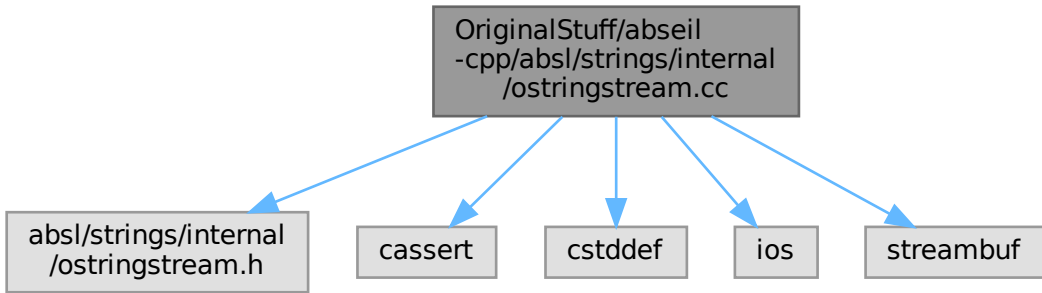 OriginalStuff/abseil
-cpp/absl/strings/internal
/ostringstream.cc
absl/strings/internal
/ostringstream.h
cassert
cstddef
ios
streambuf